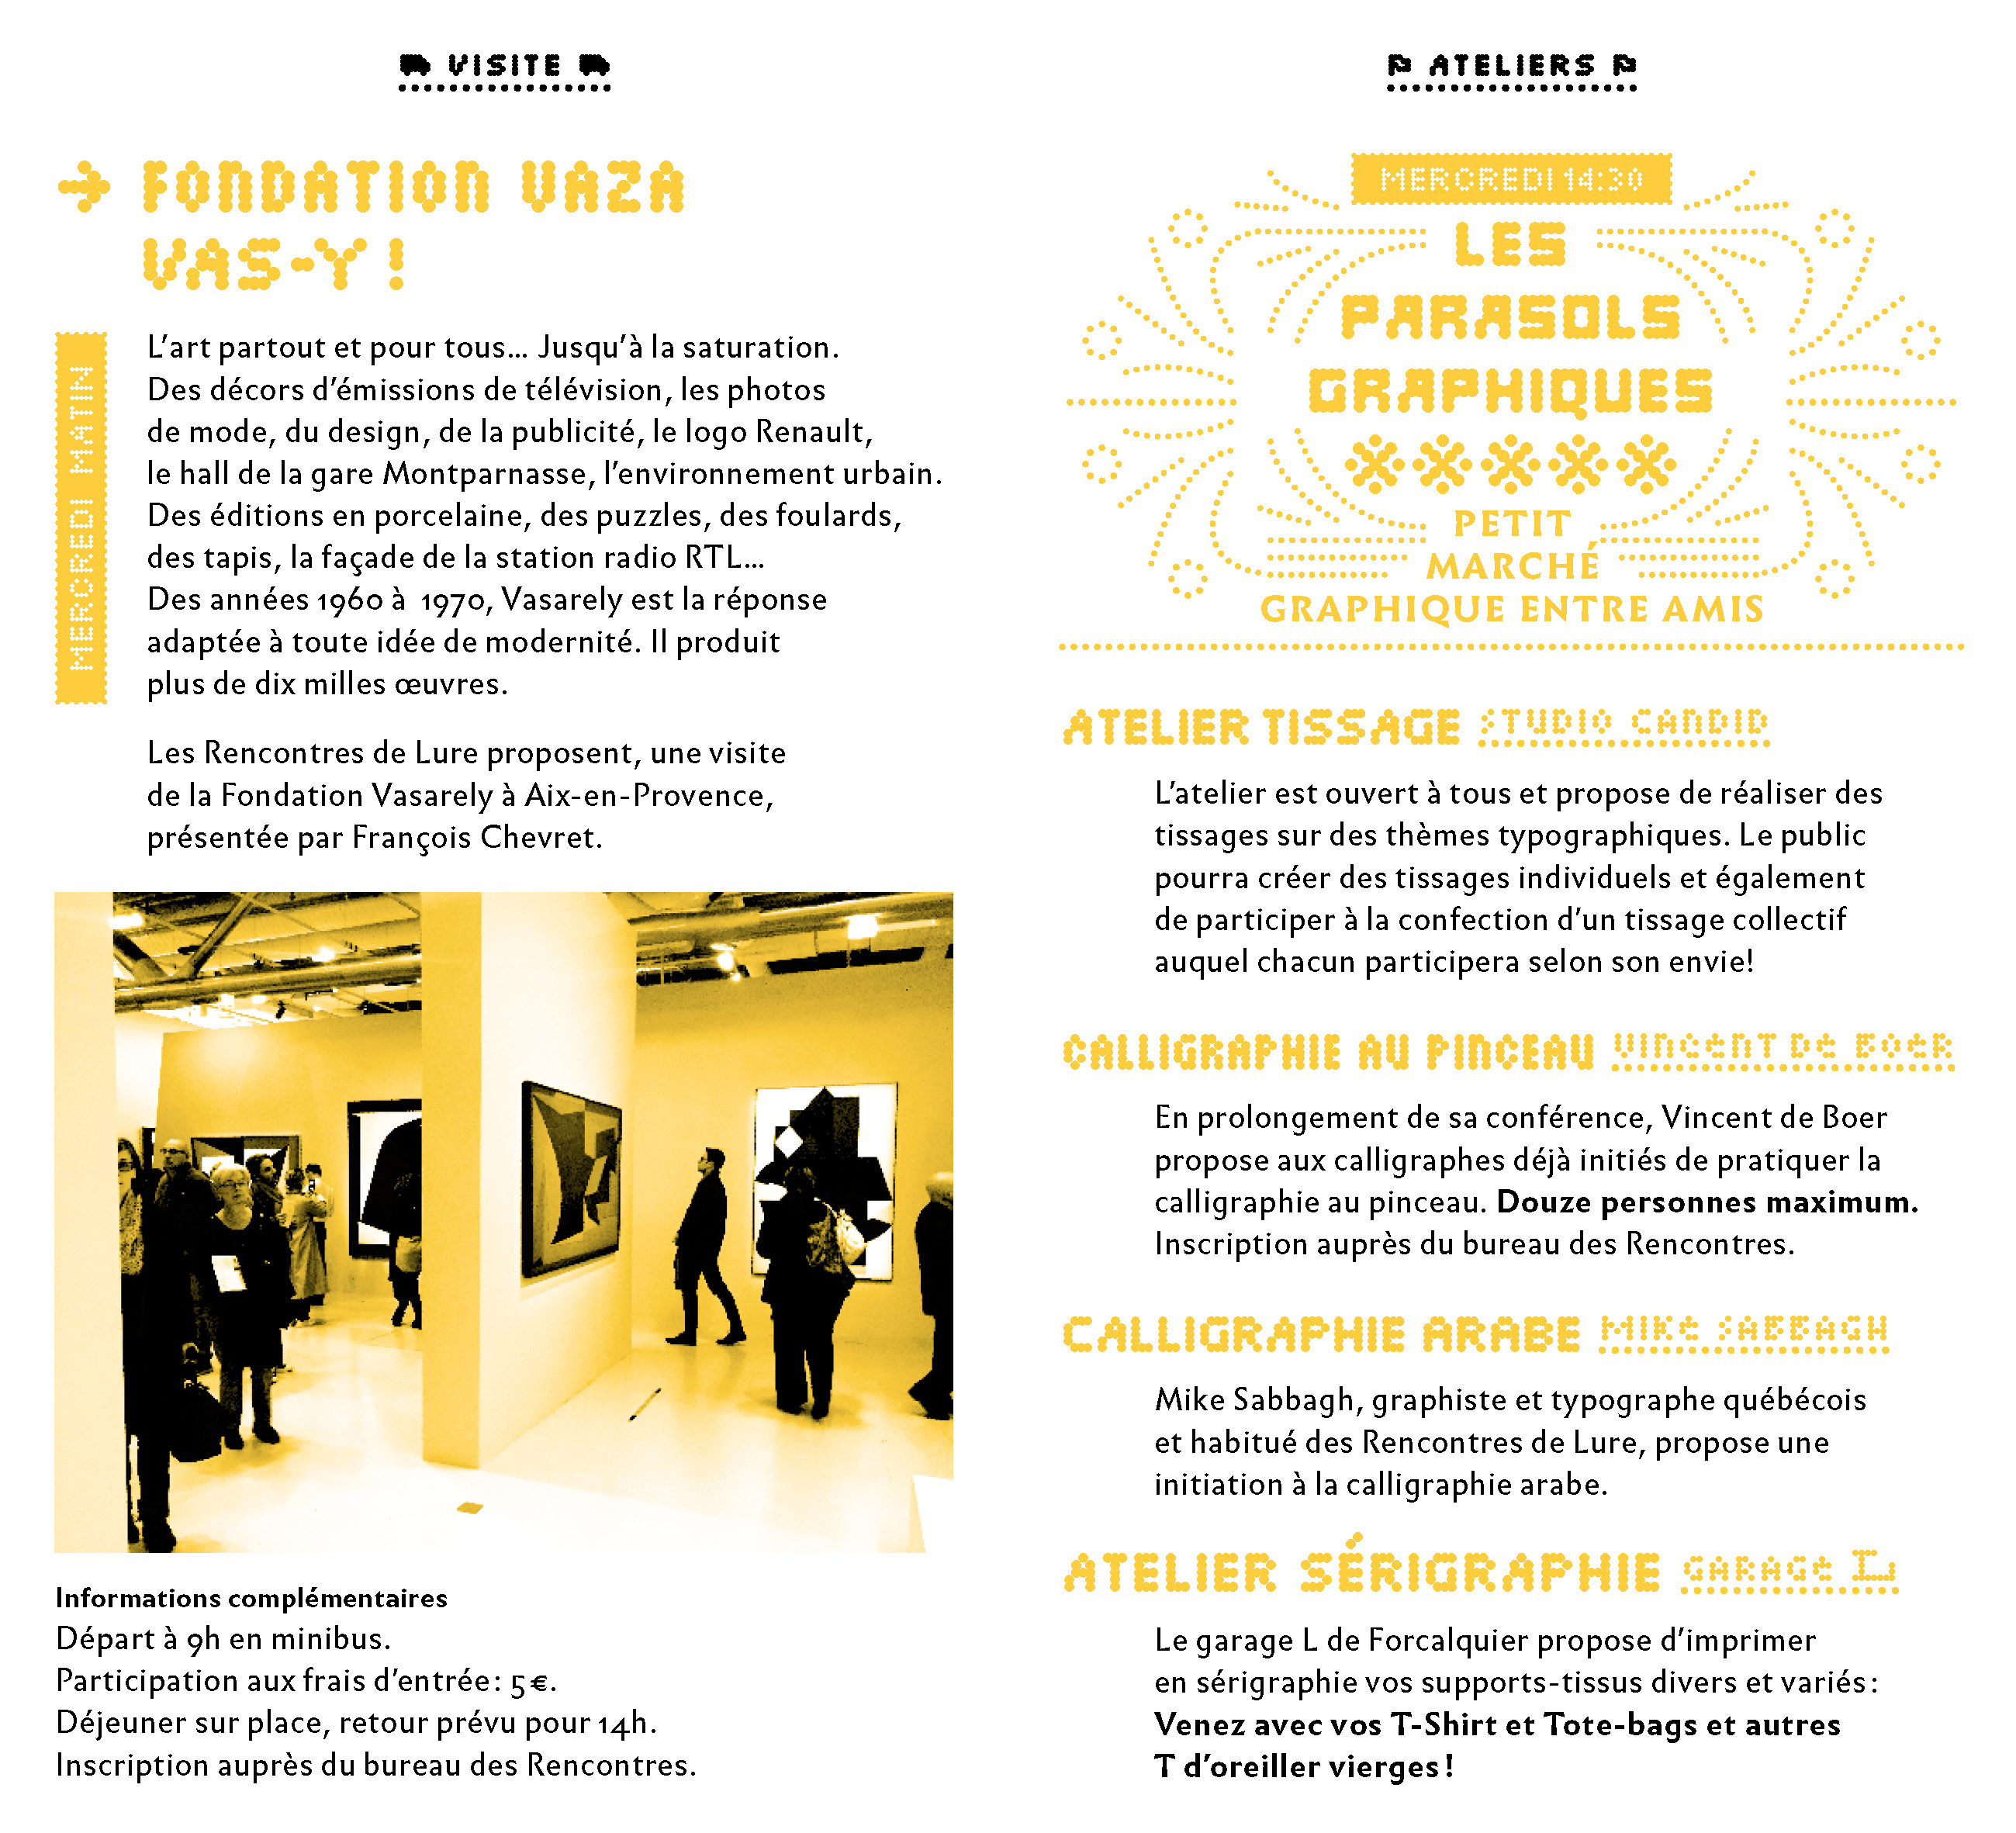 VISITE
→ FONDATION VAZA
VAS-Y !
MERCREDI MATIN
L’art partout et pour tous… Jusqu’à la saturation.
Des décors d’émissions de télévision, les photos
de mode, du design, de la publicité, le logo Renault,
le hall de la gare Montparnasse, l’environnement urbain.
Des éditions en porcelaine, des puzzles, des foulards,
des tapis, la façade de la station radio RTL…
Des années 1960 à 1970, Vasarely est la réponse
adaptée à toute idée de modernité. Il produit
plus de dix milles œuvres.
Les Rencontres de Lure proposent, une visite
de la Fondation Vasarely à Aix-en-Provence,
présentée par François Chevret.
Informations complémentaires
Départ à 9h en minibus.
Participation aux frais d’entrée : 5 €.
Déjeuner sur place, retour prévu pour 14h.
Inscription auprès du bureau des Rencontres.
ATELIERS
MERCREDI 14:30
LES
PARASOLS
GRAPHIQUES
PETIT
MARCHÉ
GRAPHIQUE ENTRE AMIS
ATELIER TISSAGE STUDIO CANDID
L’atelier est ouvert à tous et propose de réaliser des
tissages sur des thèmes typographiques. Le public
pourra créer des tissages individuels et également
de participer à la confection d’un tissage collectif
auquel chacun participera selon son envie!
CALLIGRAPHIE AU PINCEAU VINCENT DE BOER
En prolongement de sa conférence, Vincent de Boer
propose aux calligraphes déjà initiés de pratiquer la
calligraphie au pinceau. Douze personnes maximum.
Inscription auprès du bureau des Rencontres.
CALLIGRAPHIE ARABE MIKE SABBAGH
Mike Sabbagh, graphiste et typographe québécois
et habitué des Rencontres de Lure, propose une
initiation à la calligraphie arabe.
ATELIER SÉRIGRAPHIE GARAGE L
Le garage L de Forcalquier propose d’imprimer
en sérigraphie vos supports-tissus divers et variés :
Venez avec vos T-Shirt et Tote-bags et autres
T d’oreiller vierges !